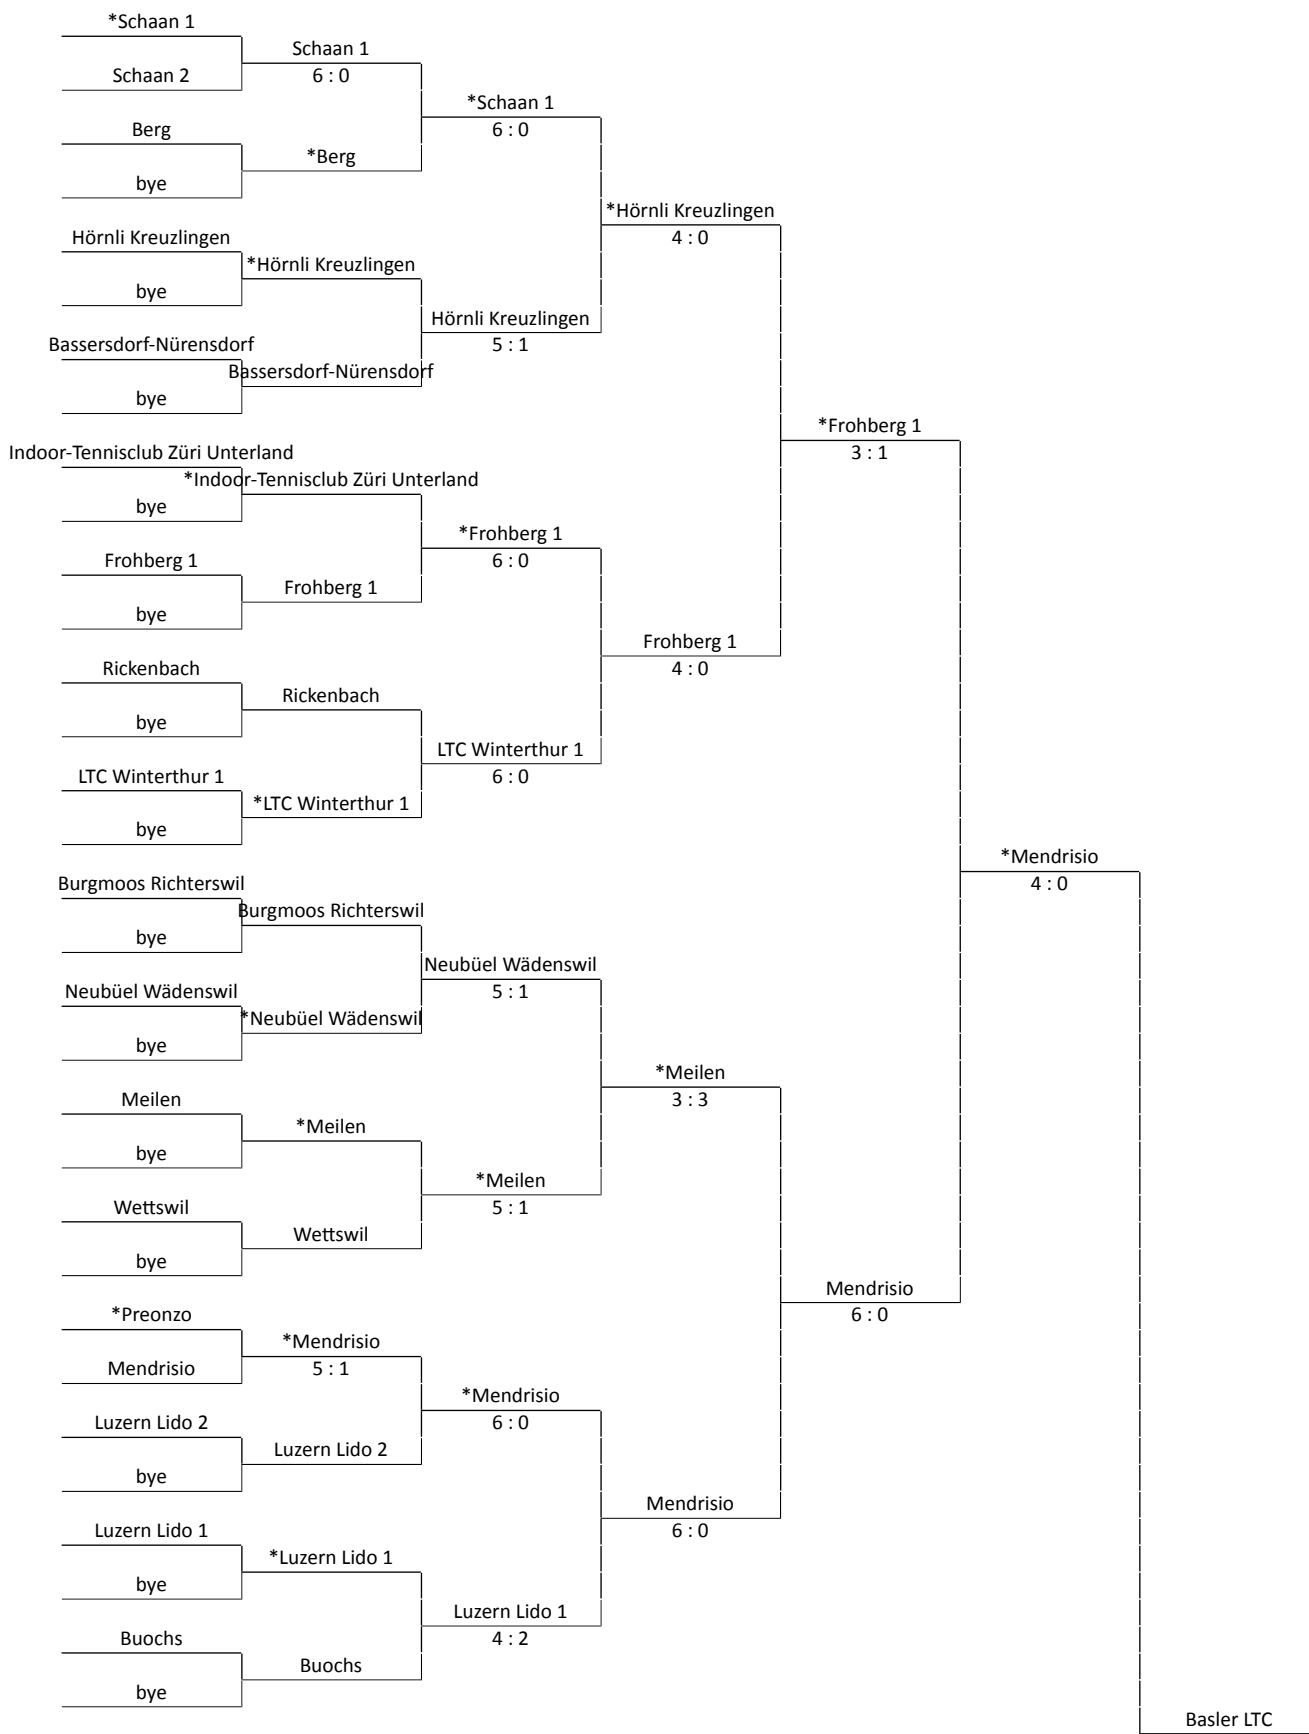 *Schaan 1
Schaan 1
Schaan 2
6 : 0
*Schaan 1
6 : 0
Berg
*Berg
bye
*Hörnli Kreuzlingen
4 : 0
Hörnli Kreuzlingen
*Hörnli Kreuzlingen
bye
Hörnli Kreuzlingen
5 : 1
Bassersdorf-Nürensdorf
Bassersdorf-Nürensdorf
bye
*Frohberg 1
3 : 1
Indoor-Tennisclub Züri Unterland
*Indoor-Tennisclub Züri Unterland
bye
*Frohberg 1
6 : 0
Frohberg 1
Frohberg 1
bye
Frohberg 1
4 : 0
Rickenbach
Rickenbach
bye
LTC Winterthur 1
6 : 0
LTC Winterthur 1
*LTC Winterthur 1
bye
*Mendrisio
4 : 0
Burgmoos Richterswil
Burgmoos Richterswil
bye
Neubüel Wädenswil
5 : 1
Neubüel Wädenswil
*Neubüel Wädenswil
bye
*Meilen
3 : 3
Meilen
*Meilen
bye
*Meilen
5 : 1
Wettswil
Wettswil
bye
Mendrisio
6 : 0
*Preonzo
*Mendrisio
Mendrisio
5 : 1
*Mendrisio
6 : 0
Luzern Lido 2
Luzern Lido 2
bye
Mendrisio
6 : 0
Luzern Lido 1
*Luzern Lido 1
bye
Luzern Lido 1
4 : 2
Buochs
Buochs
bye
Basler LTC